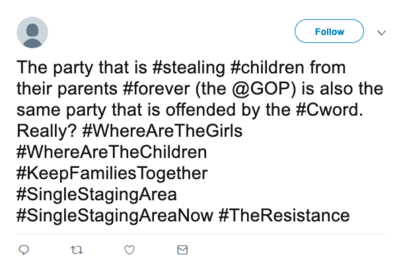 Follow
The party that is #stealing #children from
their parents #forever (the @GOP) is also the
same party that is offended by the #Cword.
Really? #WhereAreTheGirls
#WhereAreTheChildren
#KeepFamiliesTogether
#SingleStagingArea
#SingleStagingAreaNow #TheResistance